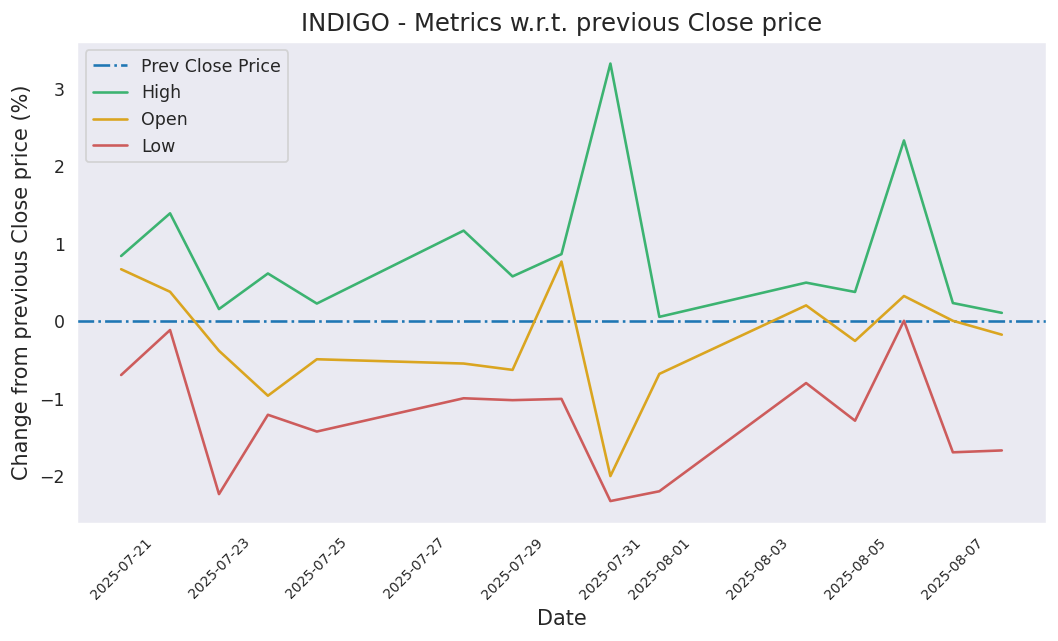 INDIGO - Metrics w.r.t. previous Close price
Change from previous Close price (%)
Prev Close Price
High
Open
Low
3
2
1
0
−1
−2
2025-07-21
2025-07-23
2025-07-25
2025-07-27
2025-07-29
2025-07-31
2025-08-01
2025-08-03
2025-08-05
2025-08-07
Date